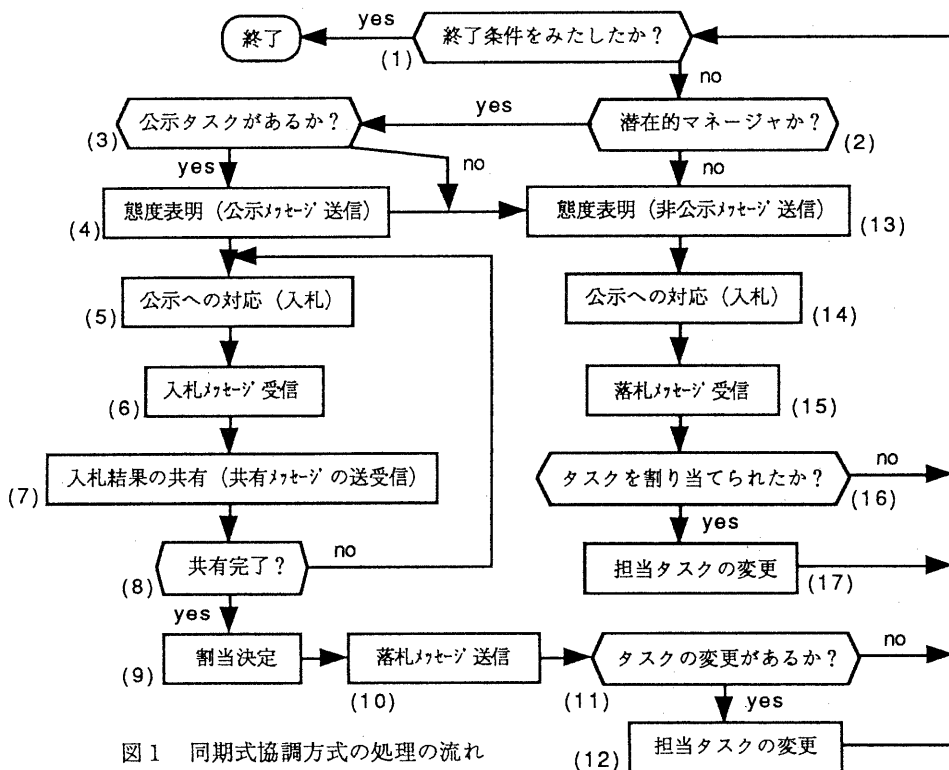 yes
終了
終了条件をみたしたか？
(1)
no
yes
公示タスクがあるか？
潜在的マネージャか？
(3)
(2)
yes
no
no
態度表明（公示ﾒｯｾｰｼﾞ送信）
態度表明（非公示ﾒｯｾｰｼﾞ送信）
(4)
(13)
公示への対応（入札）
公示への対応（入札）
(5)
(14)
入札ﾒｯｾｰｼﾞ受信
落札ﾒｯｾｰｼﾞ受信
(6)
(15)
入札結果の共有（共有ﾒｯｾｰｼﾞの送受信）
タスクを割り当てられたか？
no
(7)
(16)
yes
共有完了？
no
担当タスクの変更
(8)
(17)
yes
割当決定
落札ﾒｯｾｰｼﾞ送信
タスクの変更があるか？
no
(9)
(10)
(11)
yes
図１　同期式協調方式の処理の流れ
(12)
担当タスクの変更